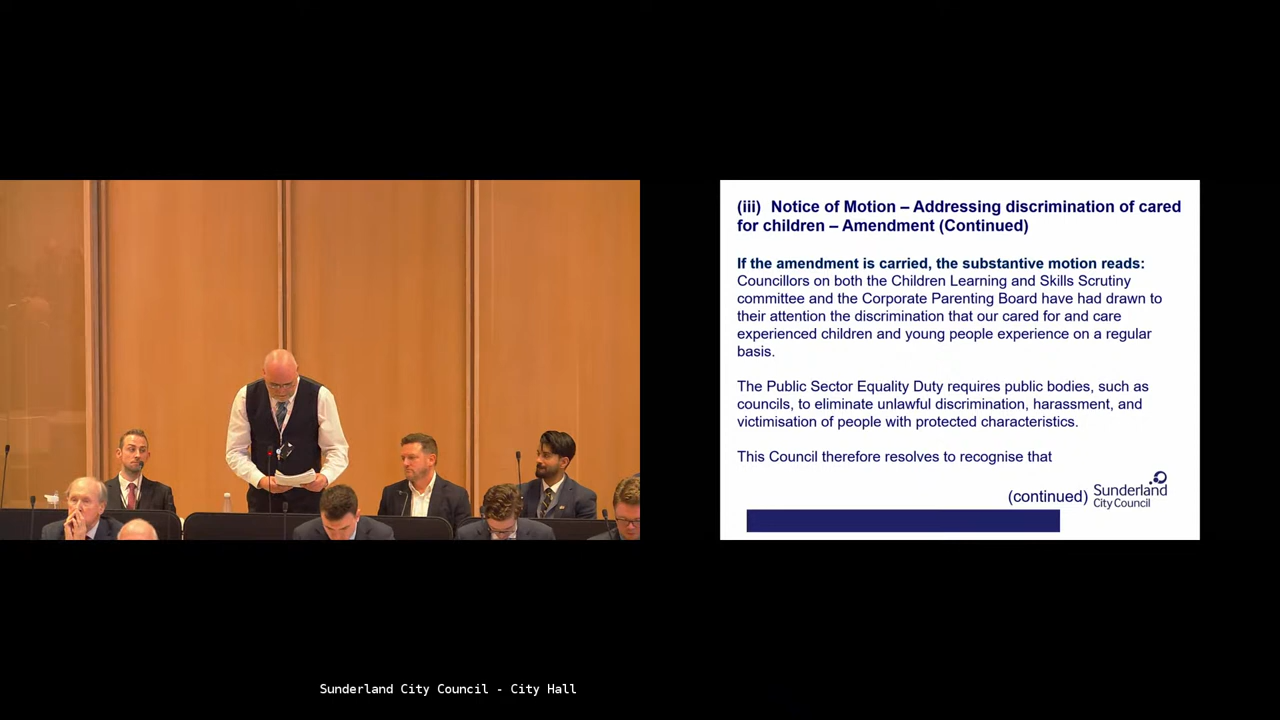 (iii) Notice of Motion – Addressing discrimination of cared
for children – Amendment (Continued)
If the amendment is carried, the substantive motion reads:
Councillors on both the Children Learning and Skills Scrutiny
committee and the Corporate Parenting Board have had drawn to
their attention the discrimination that our cared for and care
experienced children and young people experience on a regular
basis.
The Public Sector Equality Duty requires public bodies, such as
councils, to eliminate unlawful discrimination, harassment, and
victimisation of people with protected characteristics.
This Council therefore resolves to recognise that
(continued)
Sunderland
City Council
Sunderland City Council - City Hall